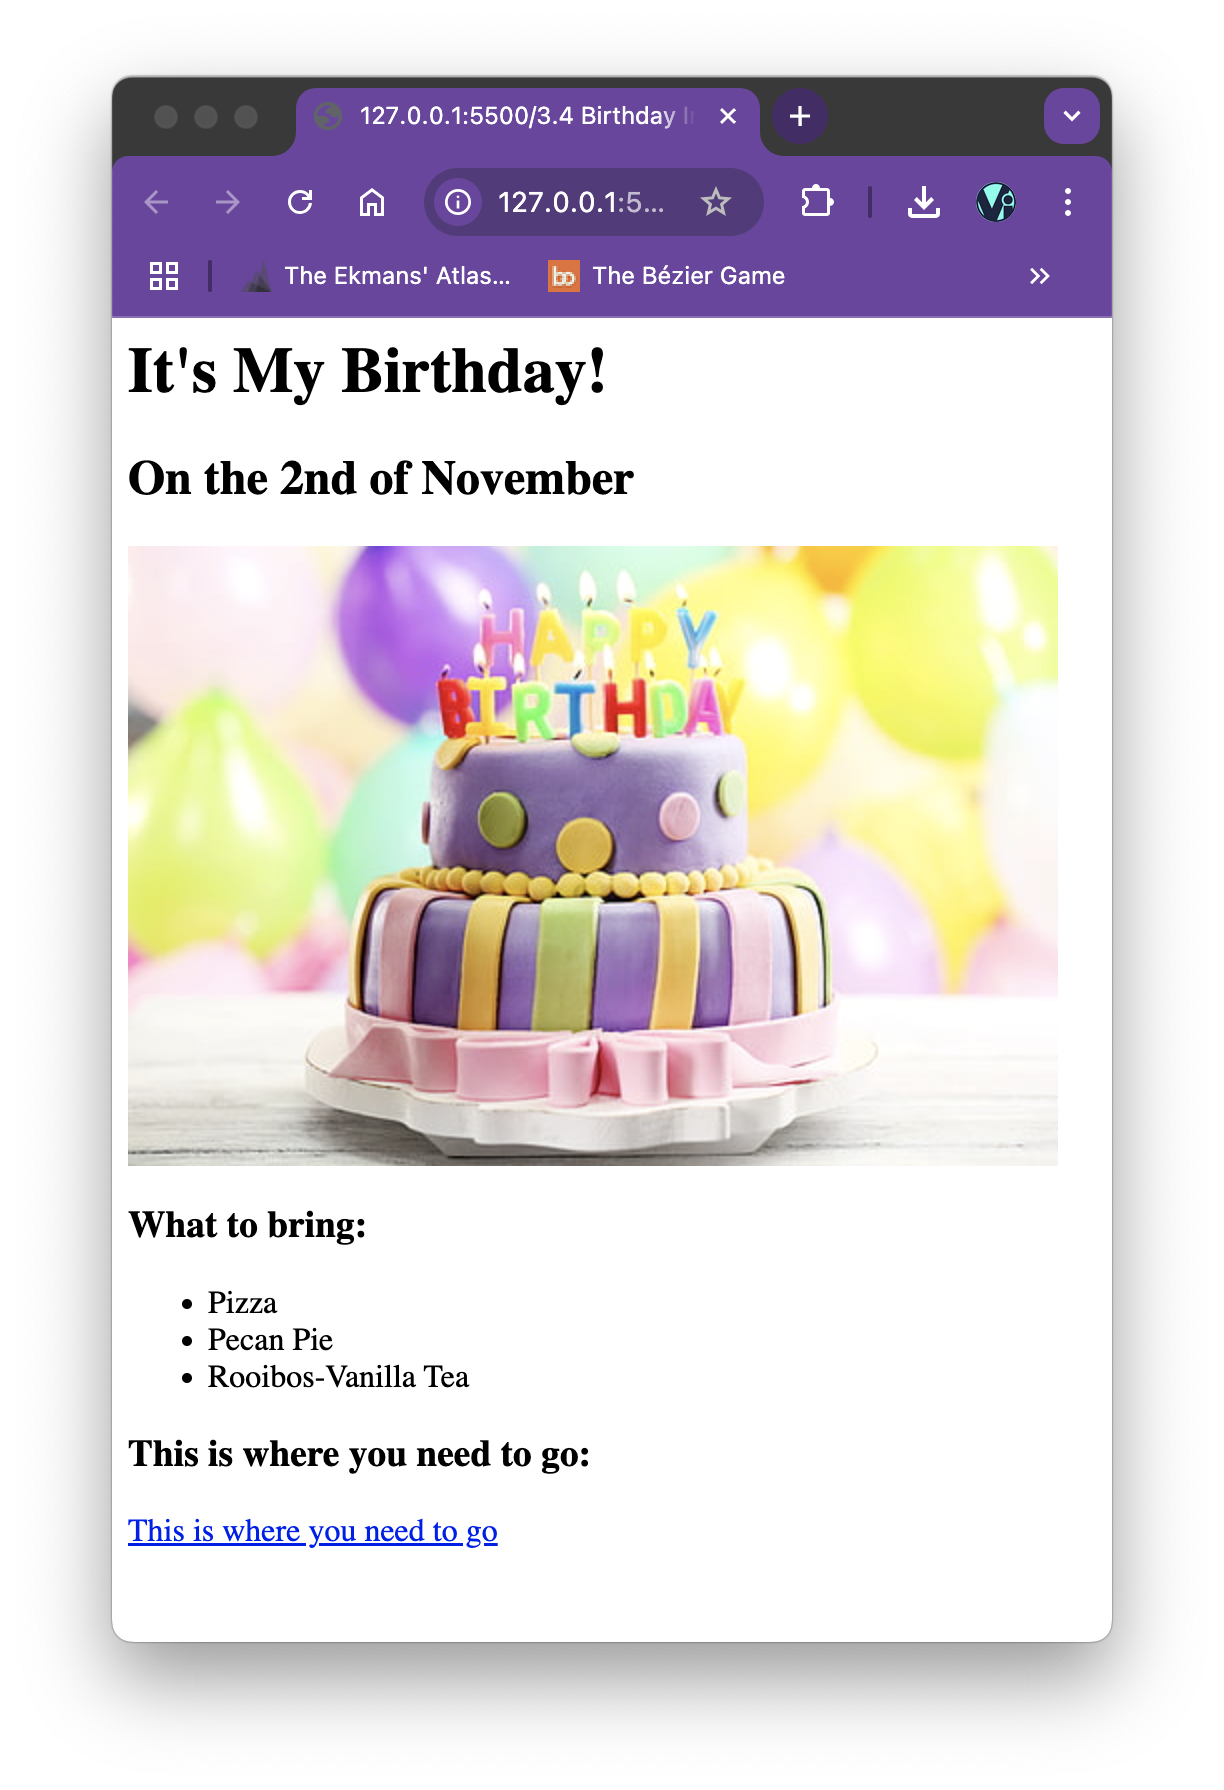 127.0.0.1:5500/3.4 Birthday
127.0.0.1:5...
The Ekmans' Atlas... bo The Bézier Game
It's My Birthday!
On the 2nd of November
HAPPY
BIRTHDAY
What to bring:
Pizza
Pecan Pie
Rooibos-Vanilla Tea
This is where you need to go:
This is where you need to go